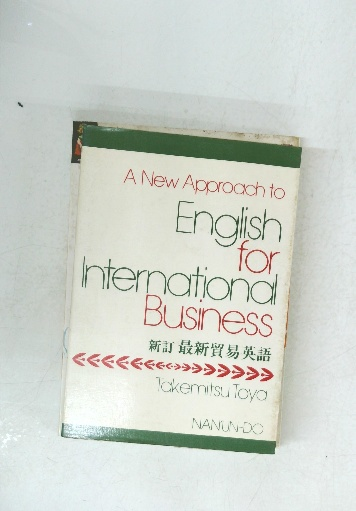 A New Approach to
English
for
International
Business
新訂 最新貿易英語
Takemitsu Toya
NAN'UN-DO